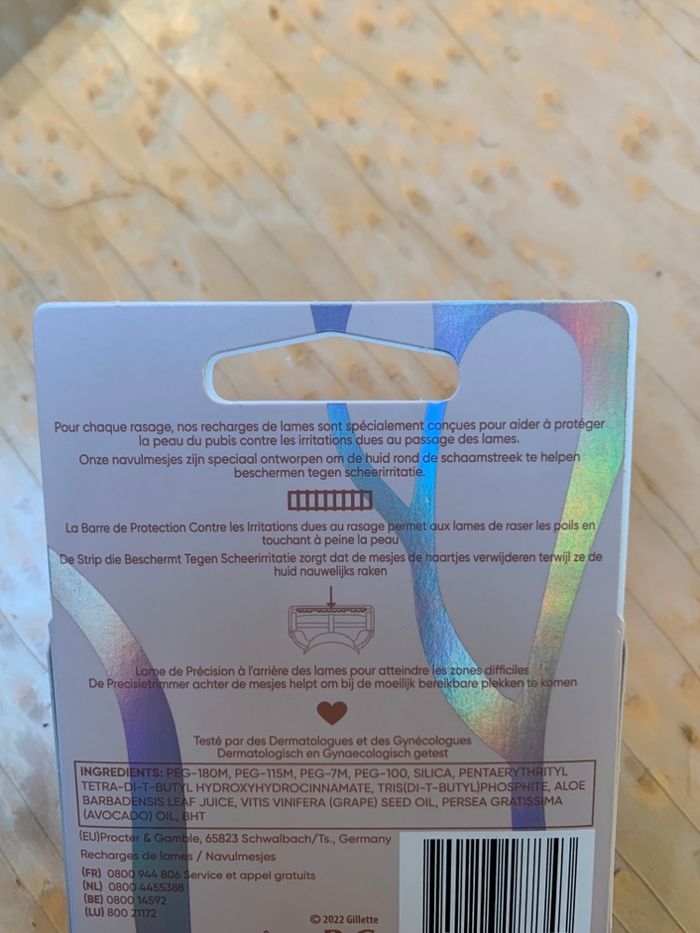 Pour chaque rasage, nos recharges de lames sont spécialement conçues pour aider à protéger
la peau du pubis contre les irritations dues au passage des lames.
Onze navulmesjes zijn speciaal ontworpen om de huid rond de schaamstreek te helpen
beschermen tegen scheerirritatie.
La Barre de Protection Contre les Irritations dues au rasage permet aux lames de raser les poils en
touchant à peine la peau
De Strip die Beschermt Tegen Scheerirritatie zorgt dat de mesjes de haartjes verwijderen terwijl ze de
huid nauwelijks raken
Lame de Précision à l'arrière des lames pour atteindre les zones difficiles
De Precisietrimmer achter de mesjes helpt om bij de moeilijk bereikbare plekken te komen
Testé par des Dermatologues et des Gynécologues
Dermatologisch en Gynaecologisch getest
INGREDIENTS: PEG-180M, PEG-115M, PEG-7M, PEG-100, SILICA, PENTAERYTHRITYL
TETRA-DI-T-BUTYL HYDROXYHYDROCINNAMATE, TRIS(DI-T-BUTYL)PHOSPHITE, ALOE
BARBADENSIS LEAF JUICE, VITIS VINIFERA (GRAPE) SEED OIL, PERSEA GRATISSIMA
(AVOCADO) OIL, BHT
(EU)Procter & Gamble, 65823 Schwalbach/Ts., Germany
Recharges de lames / Navulmesjes
(FR) 0800 944 806 Service et appel gratuits
(NL) 0800 4455388
(BE) 0800 14592
(LU) 800 21172
© 2022 Gillette